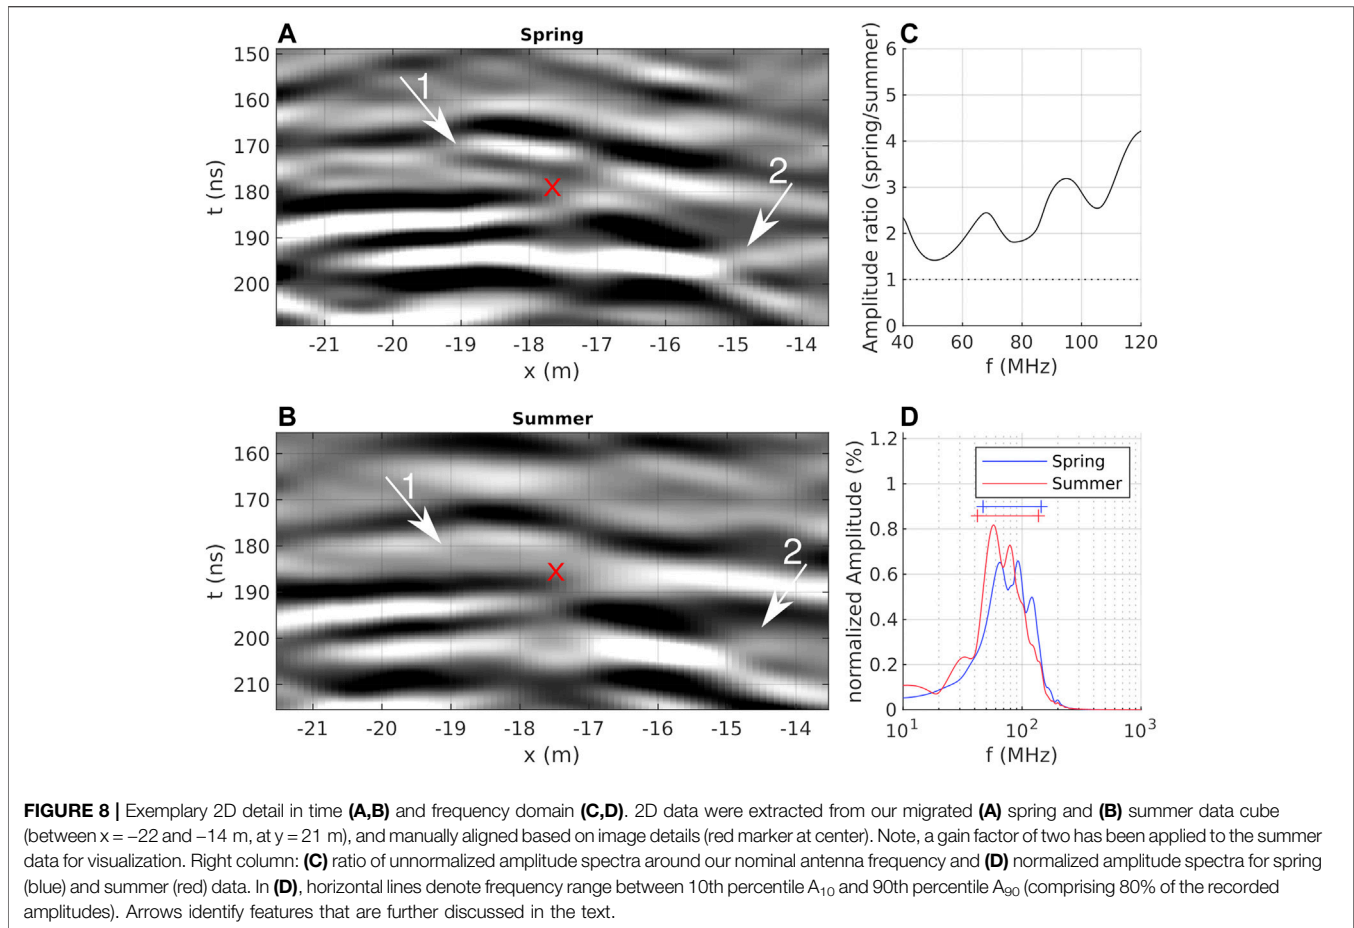 A
Spring
150
160
170
180
190
200
t (ns)
1
2
X
-21
-20
-19
-18
-17
-16
-15
-14
x (m)
C
Amplitude ratio (spring/summer)
6
5
4
3
2
1
0
40
60
80
100
120
f (MHz)
B
Summer
160
170
180
190
200
210
t (ns)
1
2
X
-21
-20
-19
-18
-17
-16
-15
-14
x (m)
D
normalized Amplitude (%)
1.2
1
0.8
0.6
0.4
0.2
0
Spring
Summer
10¹
10²
10³
f (MHz)
FIGURE 8 | Exemplary 2D detail in time (A,B) and frequency domain (C,D). 2D data were extracted from our migrated (A) spring and (B) summer data cube
(between x = −22 and −14 m, at y = 21 m), and manually aligned based on image details (red marker at center). Note, a gain factor of two has been applied to the summer
data for visualization. Right column: (C) ratio of unnormalized amplitude spectra around our nominal antenna frequency and (D) normalized amplitude spectra for spring
(blue) and summer (red) data. In (D), horizontal lines denote frequency range between 10th percentile A₁₀ and 90th percentile A₉₀ (comprising 80% of the recorded
amplitudes). Arrows identify features that are further discussed in the text.